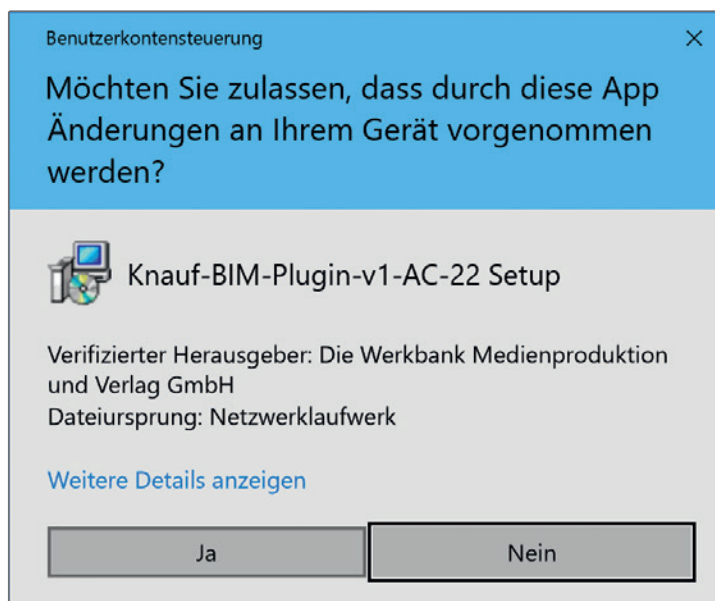 Benutzerkontensteuerung
Möchten Sie zulassen, dass durch diese App
Änderungen an Ihrem Gerät vorgenommen
werden?
Knauf-BIM-Plugin-v1-AC-22 Setup
Verifizierter Herausgeber: Die Werkbank Medienproduktion
und Verlag GmbH
Dateiursprung: Netzwerklaufwerk
Weitere Details anzeigen
Ja
Nein